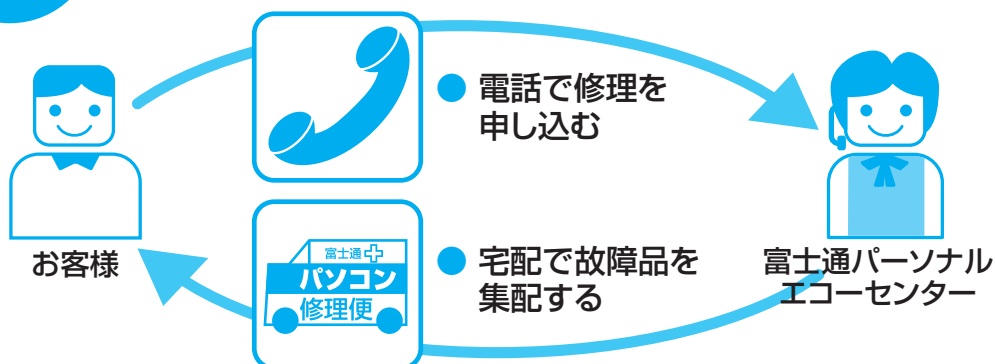 ● 電話で修理を
申し込む
お客様
富士通
パソコン
修理便
● 宅配で故障品を
集配する
富士通パーソナル
エコーセンター